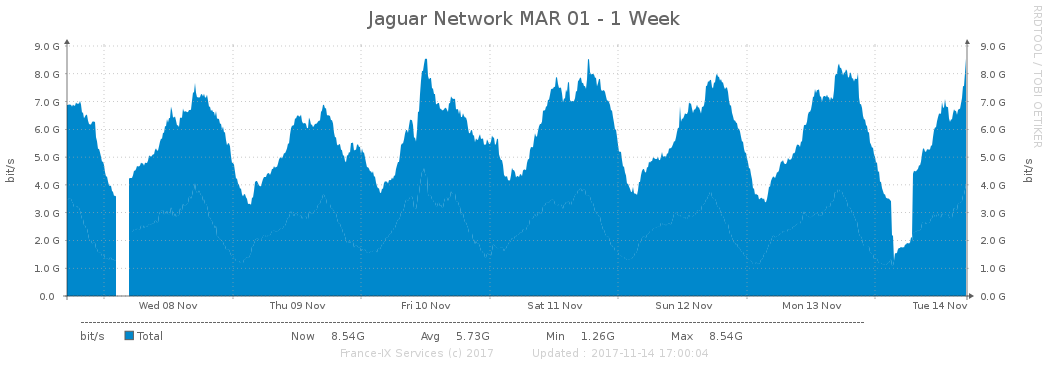 Jaguar Network MAR 01 - 1 Week
RRDTOOL / TOBI OETIKER
bit/s
9.0 G 9.0 G
8.0 G 8.0 G
7.0 G 7.0 G
6.0 G 6.0 G
5.0 G 5.0 G
4.0 G 4.0 G
3.0 G 3.0 G
2.0 G 2.0 G
1.0 G 1.0 G
0.0 0.0 G
bit/s
Wed 08 Nov Thu 09 Nov Fri 10 Nov Sat 11 Nov Sun 12 Nov Mon 13 Nov Tue 14 Nov
bit/s Total Now 8.54G Avg 5.73G Min 1.26G Max 8.54G
France-IX Services (c) 2017 Updated : 2017-11-14 17:00:04